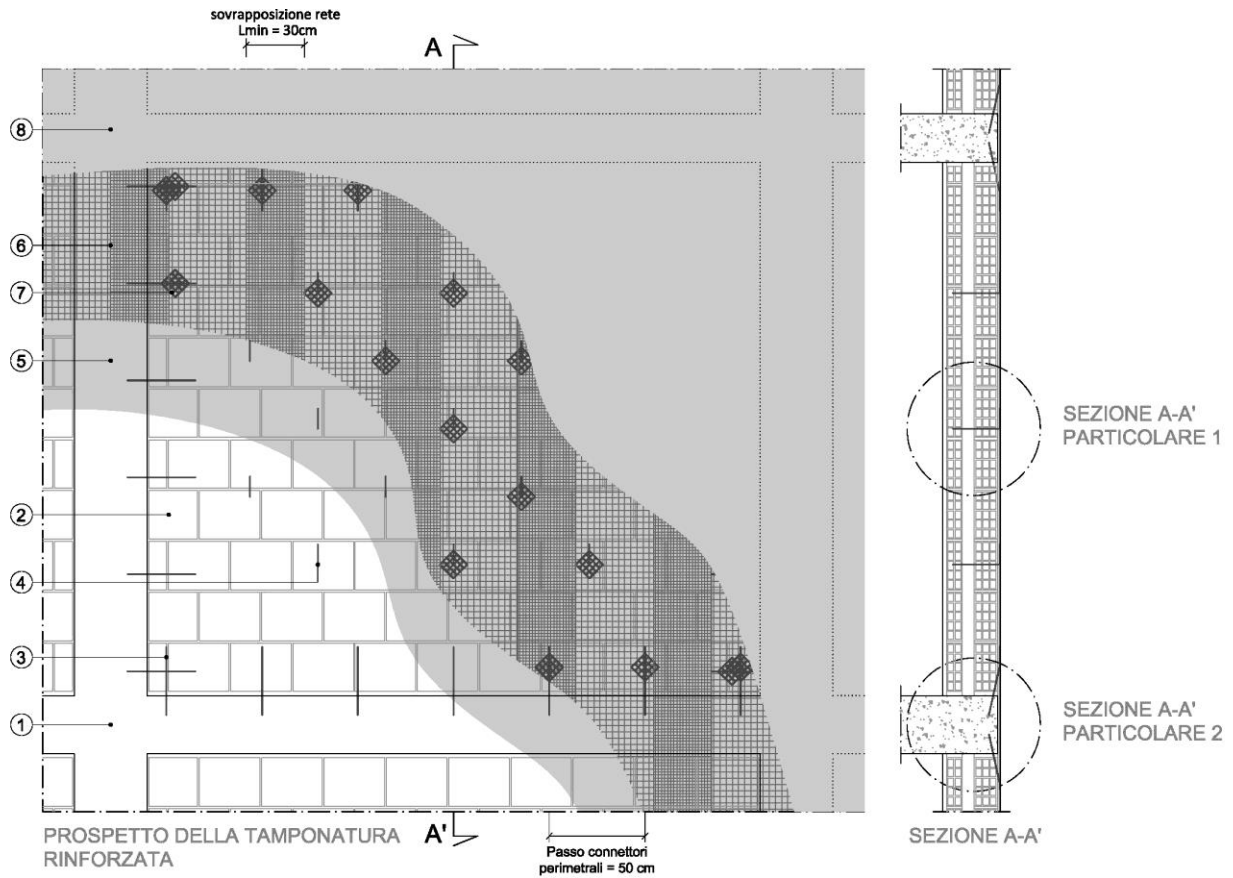 sovrapposizione rete
Lmin = 30cm
A
8
6
7
5
2
4
3
1
SEZIONE A-A'
PARTICOLARE 1
SEZIONE A-A'
PARTICOLARE 2
PROSPETTO DELLA TAMPONATURA
RINFORZATA
A'
Passo connettori
perimetrali = 50 cm
SEZIONE A-A'